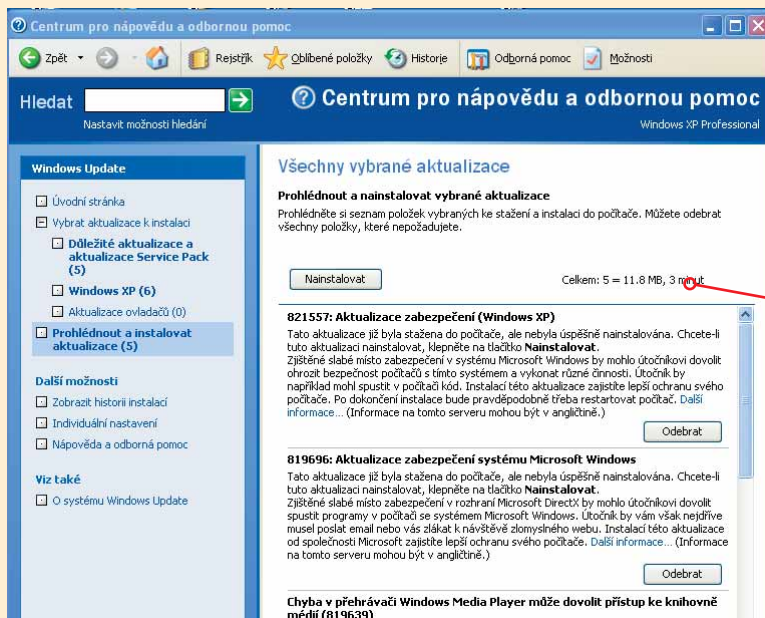 Centrum pro nápovědu a odbornou pomoc
Zpět
Rejstřík
Oblíbené položky
Historie
Odborná pomoc
Možnosti
Hledat
Nastavit možnosti hledání
Centrum pro nápovědu a odbornou pomoc
Windows XP Professional
Windows Update
Úvodní stránka
Vybrat aktualizace k instalaci
Důležité aktualizace a
aktualizace Service Pack
(5)
Windows XP (6)
Aktualizace ovladačů (0)
Prohlédnout a instalovat
aktualizace (5)
Další možnosti
Zobrazit historii instalací
Individuální nastavení
Nápověda a odborná pomoc
Viz také
O systému Windows Update
Všechny vybrané aktualizace
Prohlédnout a nainstalovat vybrané aktualizace
Prohlédněte si seznam položek vybraných ke stažení a instalaci do počítače. Můžete odebrat
všechny položky, které nepožadujete.
Nainstalovat
Celkem: 5 = 11.8 MB, 3 minut
821557: Aktualizace zabezpečení (Windows XP)
Tato aktualizace již byla stažena do počítače, ale nebyla úspěšně nainstalována. Chcete-li
tuto aktualizaci nainstalovat, klepněte na tlačítko Nainstalovat.
Zjištěné slabé místo zabezpečení v systému Microsoft Windows by mohlo útočníkovi dovolit
ohrozit bezpečnost počítačů s tímto systémem a vykonat různé činnosti. Útočník by
například mohl spustit v počítači kód. Instalací této aktualizace zajistíte lepší ochranu svého
počítače. Po dokončení instalace bude pravděpodobně třeba restartovat počítač. Další
informace... (Informace na tomto serveru mohou být v angličtině.)
Odebrat
819696: Aktualizace zabezpečení systému Microsoft Windows
Tato aktualizace již byla stažena do počítače, ale nebyla úspěšně nainstalována. Chcete-li
tuto aktualizaci nainstalovat, klepněte na tlačítko Nainstalovat.
Zjištěné slabé místo zabezpečení v rozhraní Microsoft DirectX by mohlo útočníkovi dovolit
spustit programy v počítači se systémem Microsoft Windows. Útočník by vám však nejdříve
musel poslat email nebo vás zlákat k návštěvě zlomyslného webu. Instalací této aktualizace
od společnosti Microsoft zajistíte lepší ochranu svého počítače. Další informace... (Informace
na tomto serveru mohou být v angličtině.)
Odebrat
Chyba v přehrávači Windows Media Player může dovolit přístup ke knihovně
médií (819639)